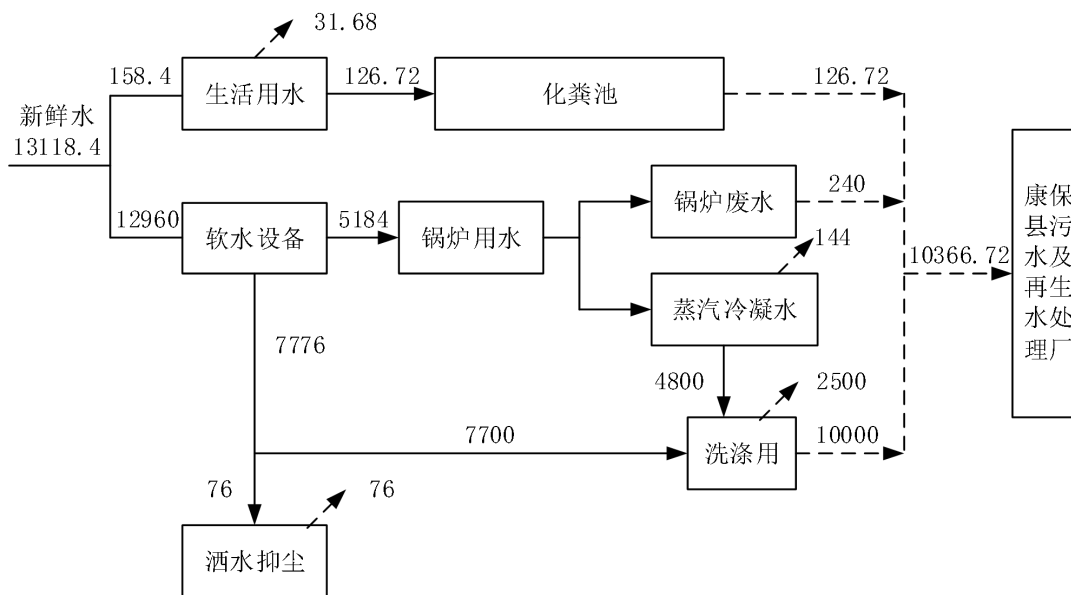 31.68
158.4
生活用水
126.72
化粪池
126.72
新鲜水
13118.4
12960
软水设备
5184
锅炉用水
锅炉废水
240
144
蒸汽冷凝水
10366.72
康保
县污
水及
再生
水处
理厂
7776
4800
2500
7700
洗涤用
10000
76
76
洒水抑尘